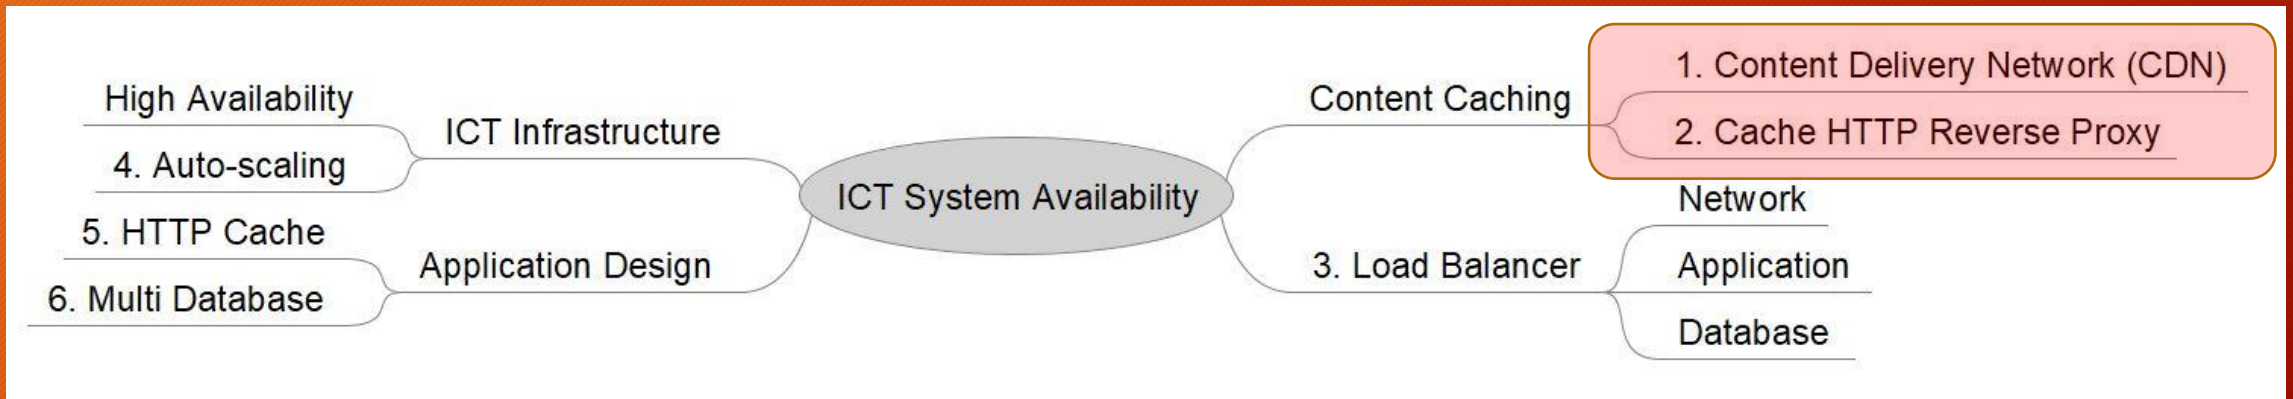 High Availability
ICT Infrastructure
4. Auto-scaling
5. HTTP Cache
Application Design
6. Multi Database
ICT System Availability
Content Caching
1. Content Delivery Network (CDN)
2. Cache HTTP Reverse Proxy
3. Load Balancer
Network
Application
Database